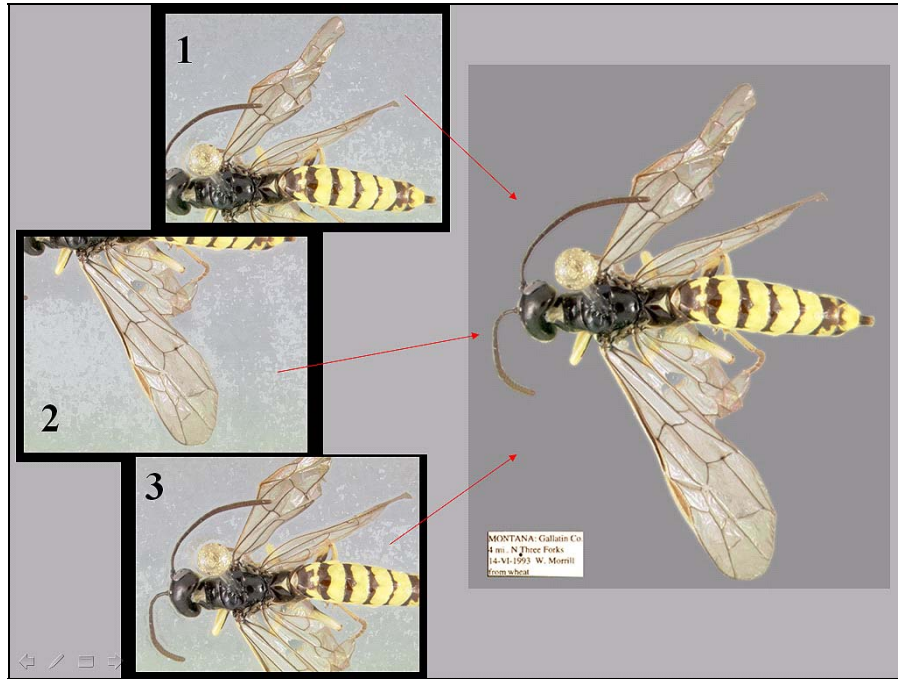 1
2
3
MONTANA: Gallatin Co.
4 mi.. N Three Forks
14-VI-1993 W. Morrill
from wheat